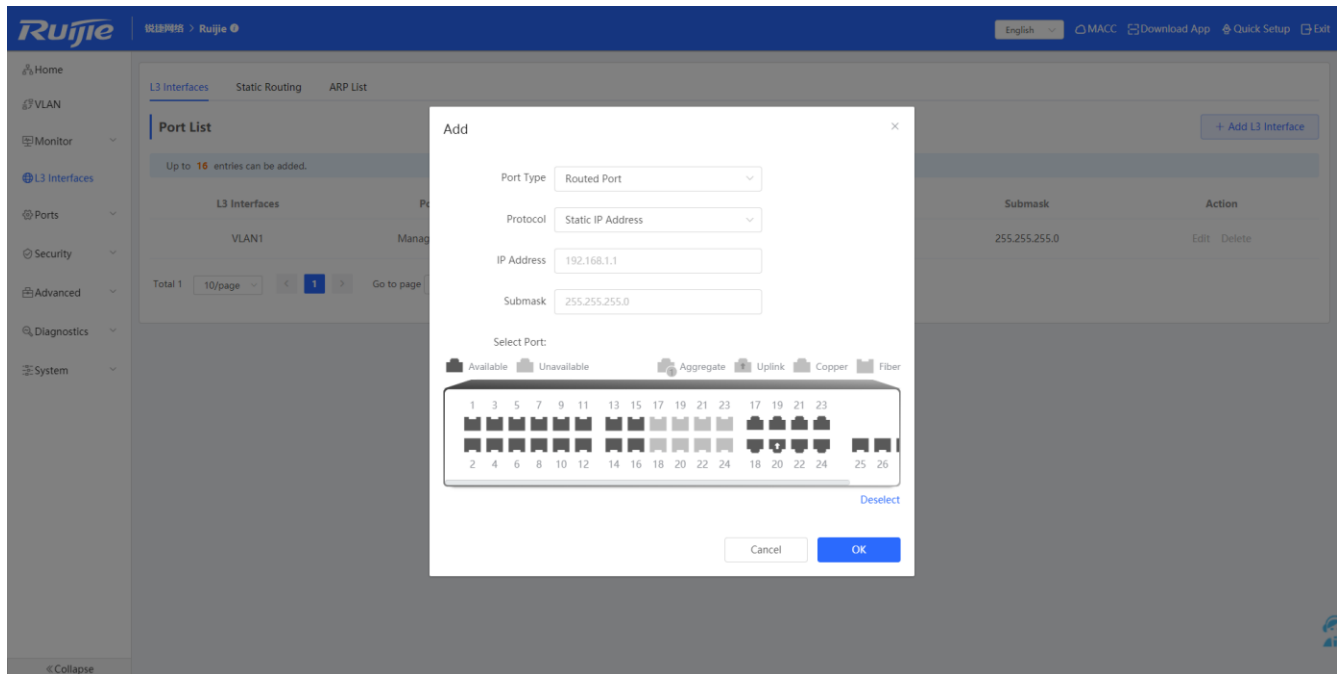 Ruijie
锐捷网络 > Ruijie
English
MACC
Download App
Quick Setup
Exit
Home
VLAN
Monitor
L3 Interfaces
Ports
Security
Advanced
Diagnostics
System
Collapse
L3 Interfaces Static Routing ARP List
Port List
+ Add L3 Interface
Up to 16 entries can be added.
L3 Interfaces Submask Action
VLAN1 255.255.255.0 Edit Delete
Total 1 10/page < 1 > Go to page
Add
Port Type Routed Port
Protocol Static IP Address
IP Address 192.168.1.1
Submask 255.255.255.0
Select Port:
Available Unavailable Aggregate Uplink Copper Fiber
1 3 5 7 9 11 13 15 17 19 21 23 17 19 21 23
2 4 6 8 10 12 14 16 18 20 22 24 18 20 22 24 25 26
Deselect
Cancel OK